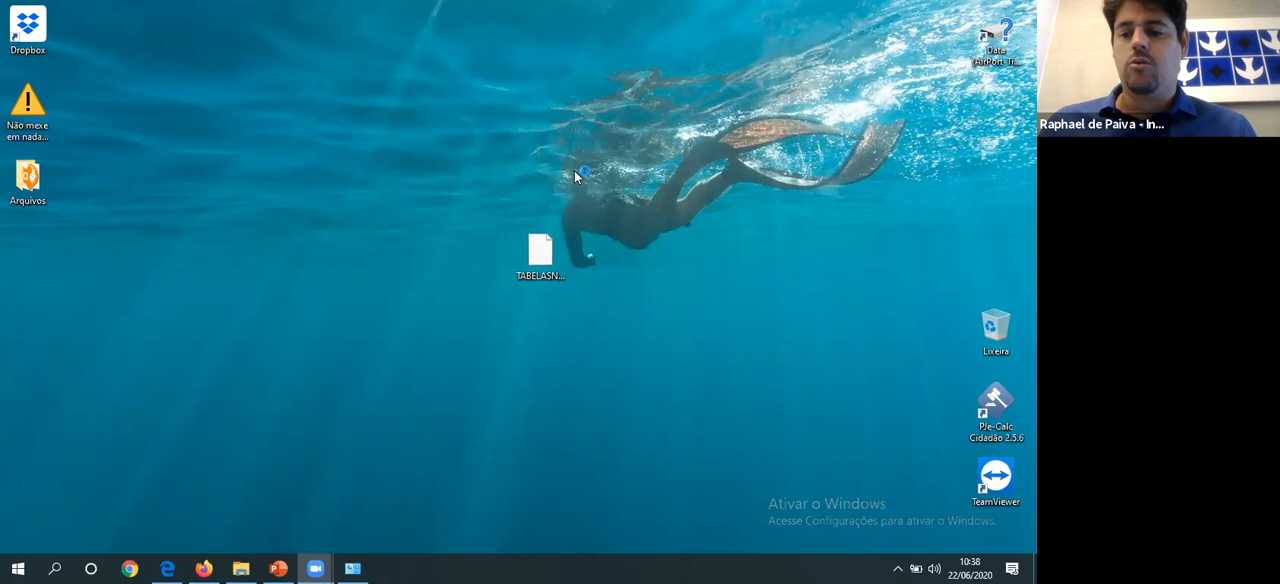 Dropbox
Não mexe
em nada...
Arquivos
TABELASN...
Data
(AirPort Ti...
Lixeira
PJe-Calc
Cidadão 2.5.6
TeamViewer
Ativar o Windows
Acesse Configurações para ativar o Windows.
10:38
22/06/2020
Raphael de Paiva - In...